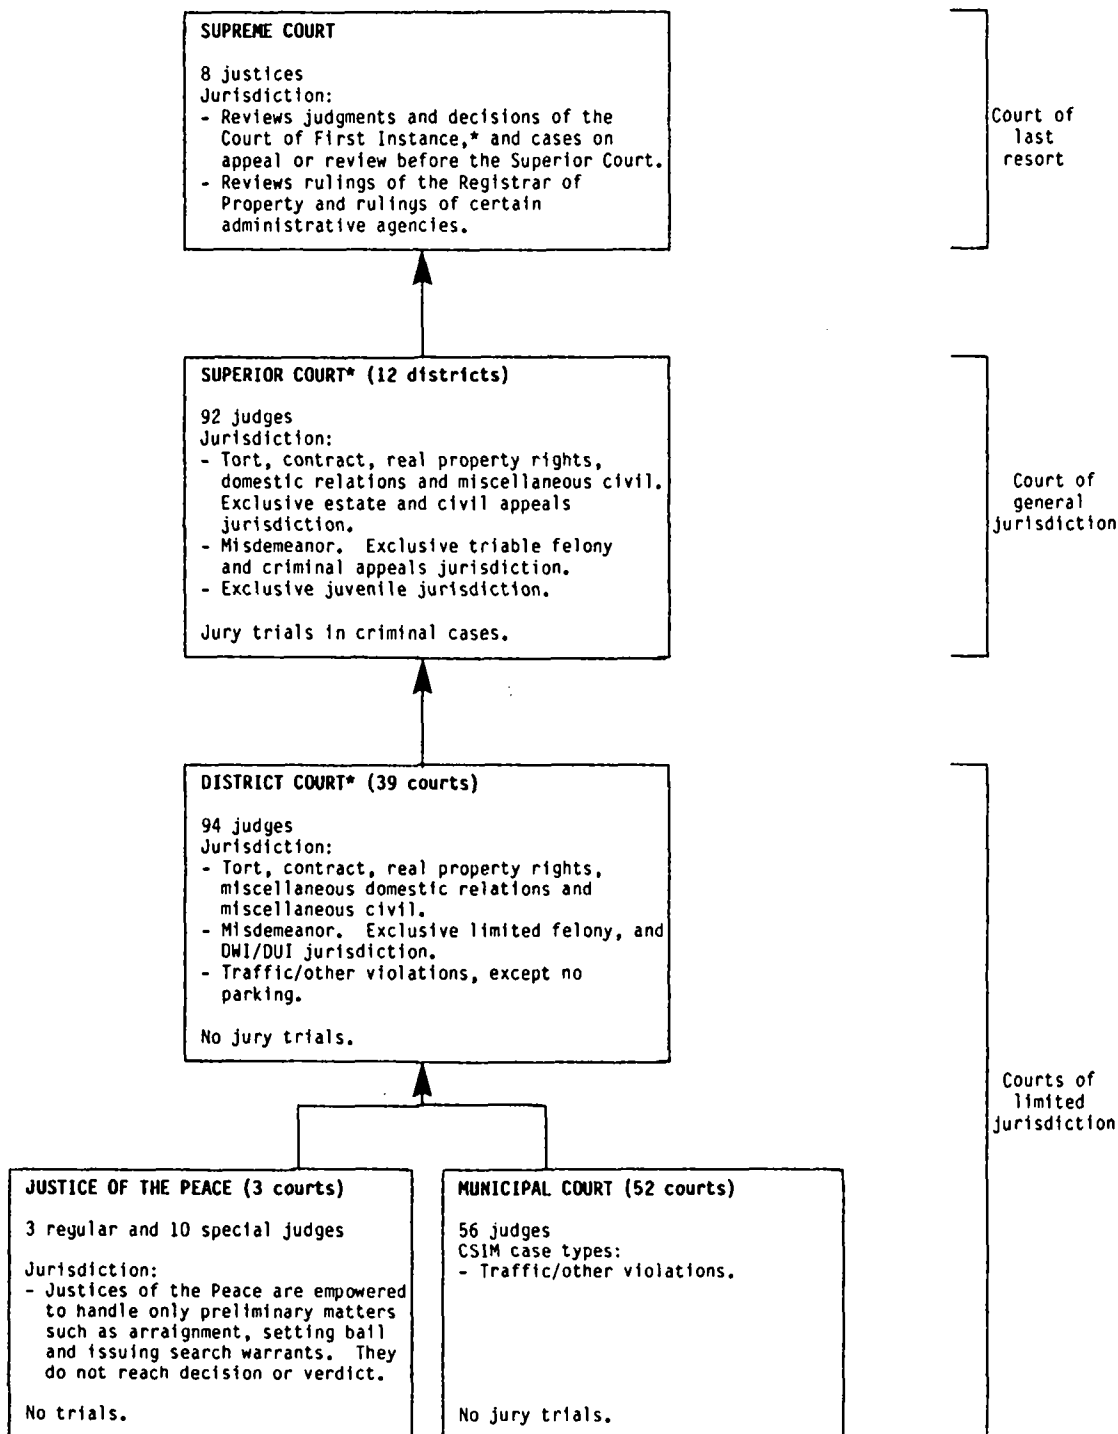 SUPREME COURT
8 justices
Jurisdiction:
- Reviews judgments and decisions of the
Court of First Instance,* and cases on
appeal or review before the Superior Court.
- Reviews rulings of the Registrar of
Property and rulings of certain
administrative agencies.
Court of
last
resort
SUPERIOR COURT* (12 districts)
92 judges
Jurisdiction:
- Tort, contract, real property rights,
domestic relations and miscellaneous civil.
Exclusive estate and civil appeals
jurisdiction.
- Misdemeanor. Exclusive triable felony
and criminal appeals jurisdiction.
- Exclusive juvenile jurisdiction.
Jury trials in criminal cases.
Court of
general
jurisdiction
DISTRICT COURT* (39 courts)
94 judges
Jurisdiction:
- Tort, contract, real property rights,
miscellaneous domestic relations and
miscellaneous civil.
- Misdemeanor. Exclusive limited felony, and
DWI/DUI jurisdiction.
- Traffic/other violations, except no
parking.
No jury trials.
Courts of
limited
jurisdiction
JUSTICE OF THE PEACE (3 courts)
3 regular and 10 special judges
Jurisdiction:
- Justices of the Peace are empowered
to handle only preliminary matters
such as arraignment, setting bail
and issuing search warrants. They
do not reach decision or verdict.
No trials.
MUNICIPAL COURT (52 courts)
56 judges
CSIM case types:
- Traffic/other violations.
No jury trials.